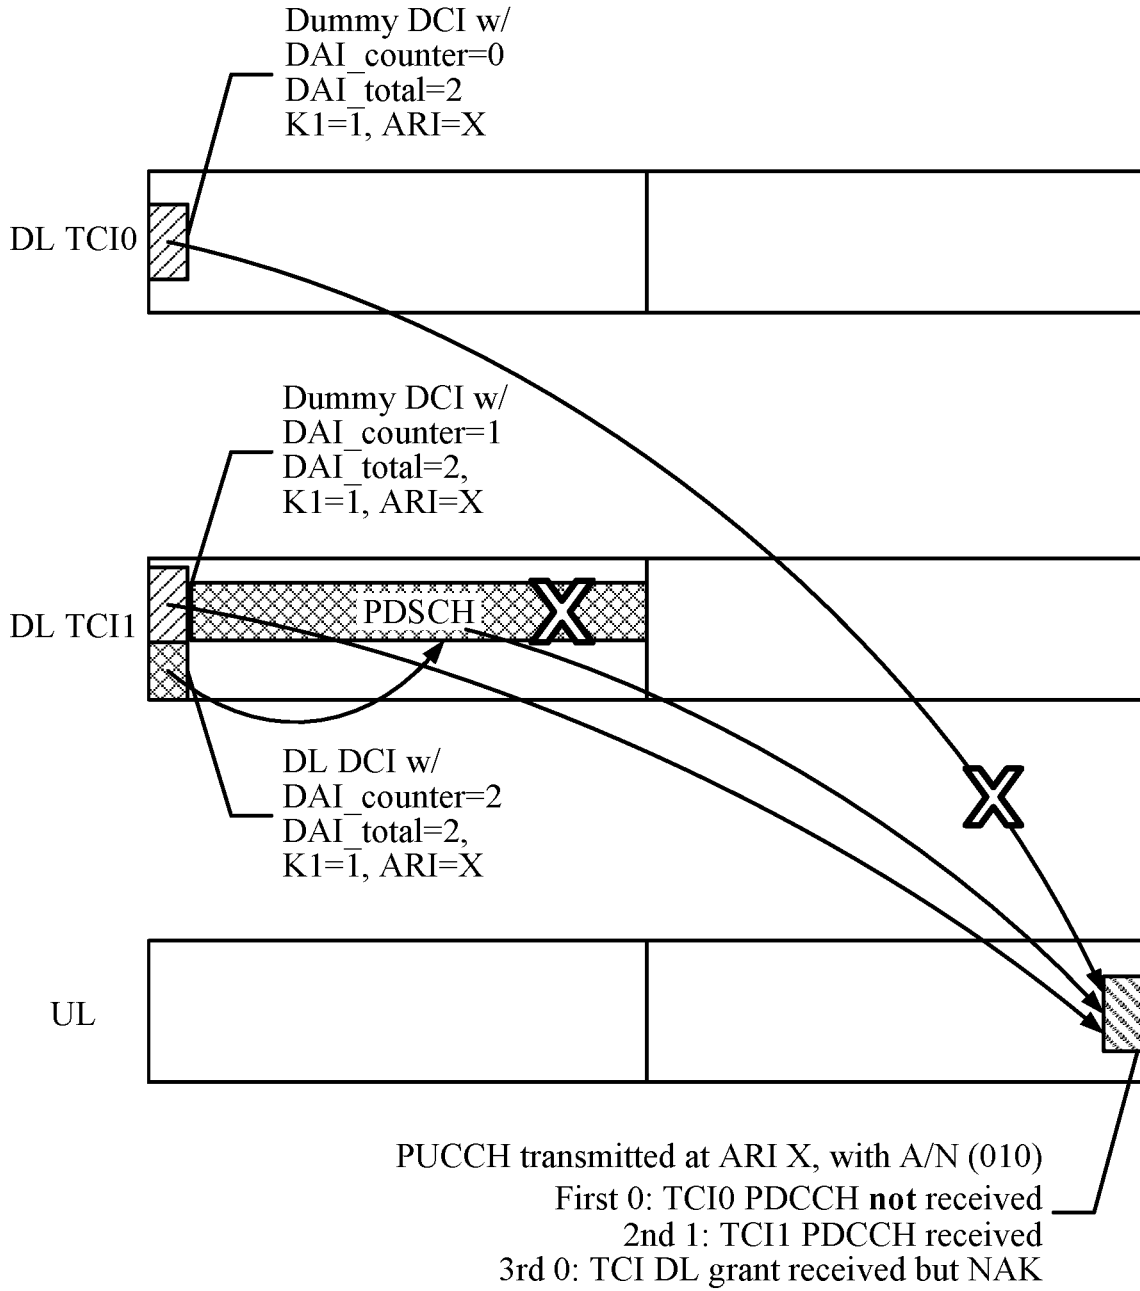 Dummy DCI w/
DAI_counter=0
DAI_total=2
K1=1, ARI=X
DL TCI0
Dummy DCI w/
DAI_counter=1
DAI_total=2,
K1=1, ARI=X
DL TCI1
PDSCH
X
DL DCI w/
DAI_counter=2
DAI_total=2,
K1=1, ARI=X
X
UL
PUCCH transmitted at ARI X, with A/N (010)
First 0: TCI0 PDCCH not received
2nd 1: TCI1 PDCCH received
3rd 0: TCI DL grant received but NAK